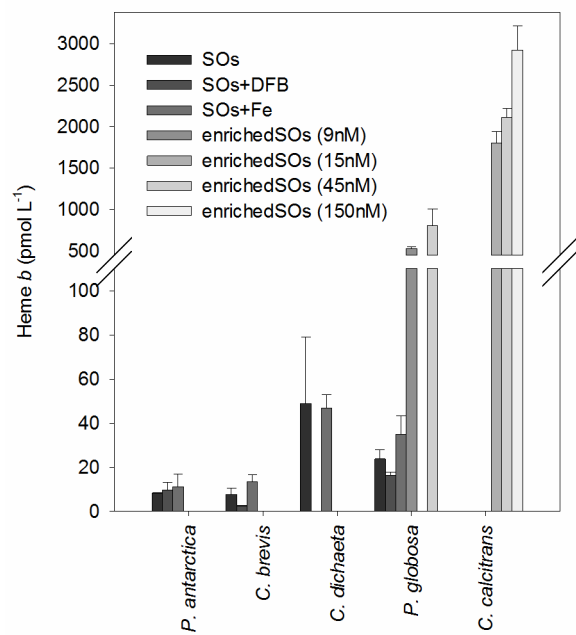 3000
2500
2000
1500
1000
500
100
80
60
40
20
0
Heme b (pmol L⁻¹)
SOs
SOs+DFB
SOs+Fe
enrichedSOs (9nM)
enrichedSOs (15nM)
enrichedSOs (45nM)
enrichedSOs (150nM)
P. antarctica
C. brevis
C. dichaeta
P. globosa
C. calcitrans